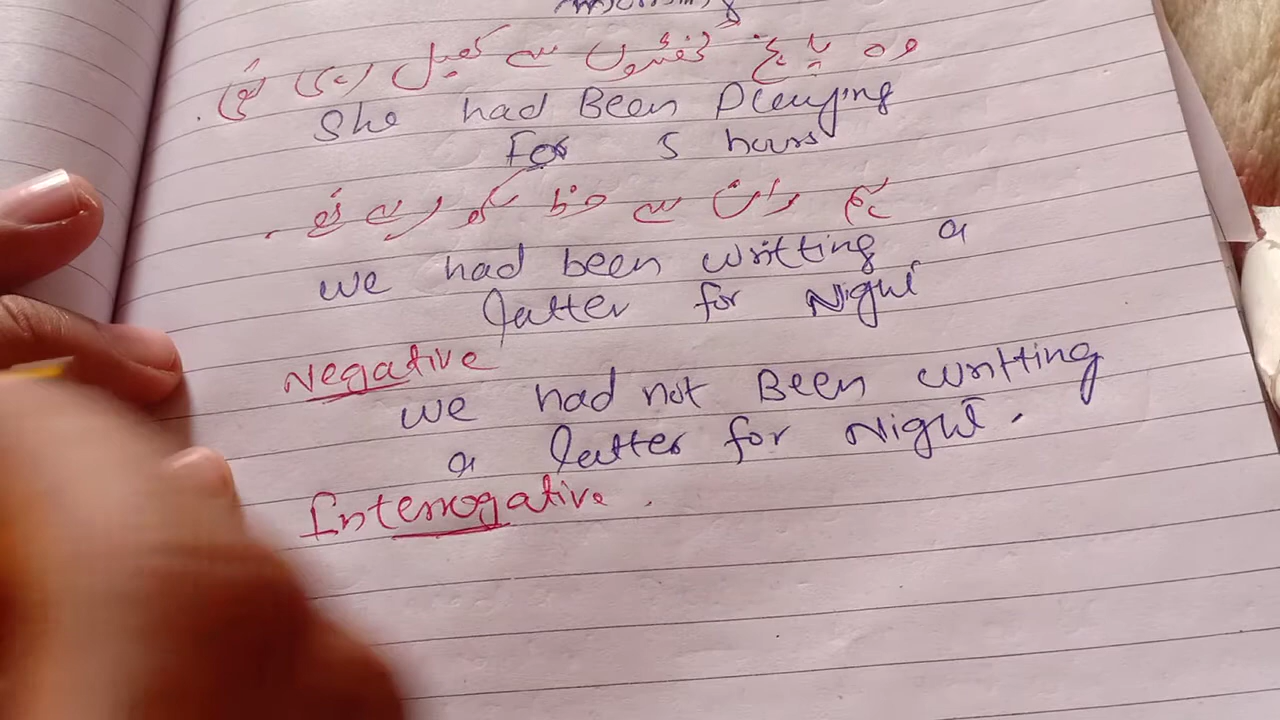 وہ پانچ گھنٹوں سے کھیل رہی تھی .
She had Been Playing
For 5 hours
ہم رات سے خط لکھ رہے تھے .
we had been writting a
latter for Night
Negative
we had not Been writting
a latter for Night .
Interrogative .